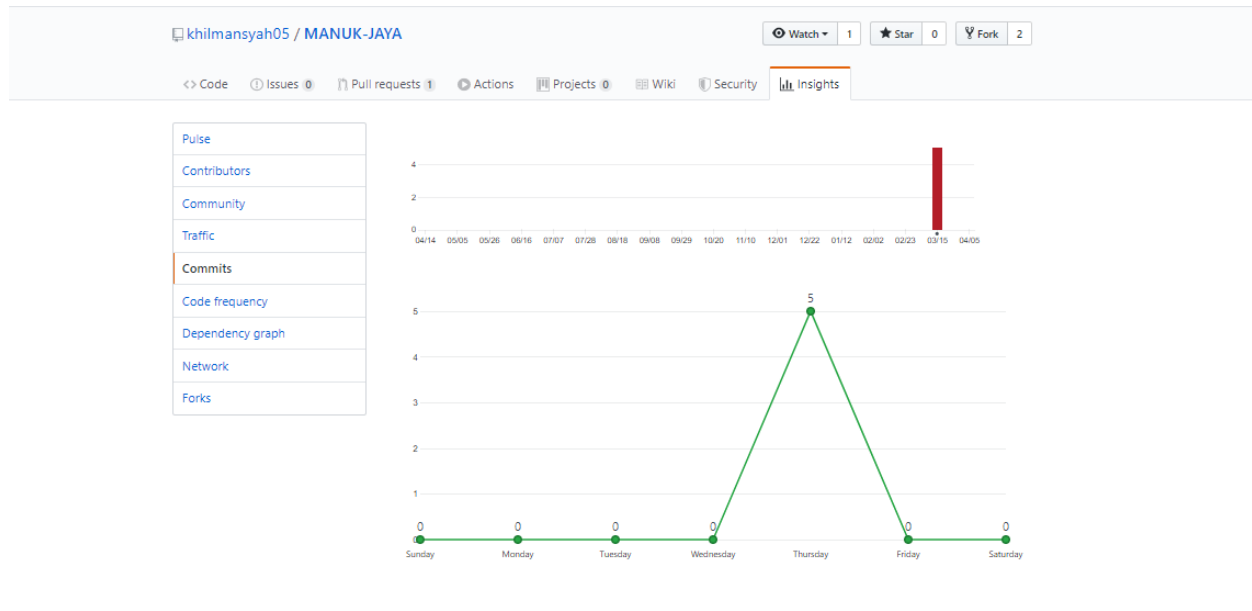 khilmansyah05 / MANUK-JAYA
Watch 1 Star 0 Fork 2
Code Issues 0 Pull requests 1 Actions Projects 0 Wiki Security Insights
Pulse
Contributors
Community
Traffic
Commits
Code frequency
Dependency graph
Network
Forks
4
2
0
04/14 05/05 05/26 06/16 07/07 07/28 08/18 09/08 09/29 10/20 11/10 12/01 12/22 01/12 02/02 02/23 03/15 04/05
5
5
4
3
2
1
0 0 0 0 0 0
0
Sunday Monday Tuesday Wednesday Thursday Friday Saturday